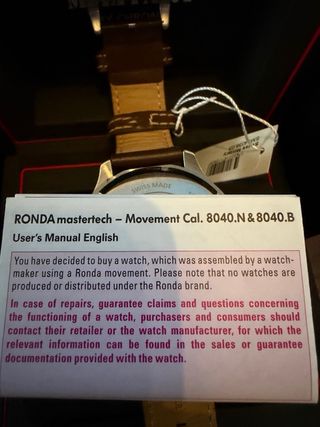 SWISS MADE
RONDA mastertech – Movement Cal. 8040.N & 8040.B
User's Manual English
You have decided to buy a watch, which was assembled by a watch-
maker using a Ronda movement. Please note that no watches are
produced or distributed under the Ronda brand.
In case of repairs, guarantee claims and questions concerning
the functioning of a watch, purchasers and consumers should
contact their retailer or the watch manufacturer, for which the
relevant information can be found in the sales or guarantee
documentation provided with the watch.